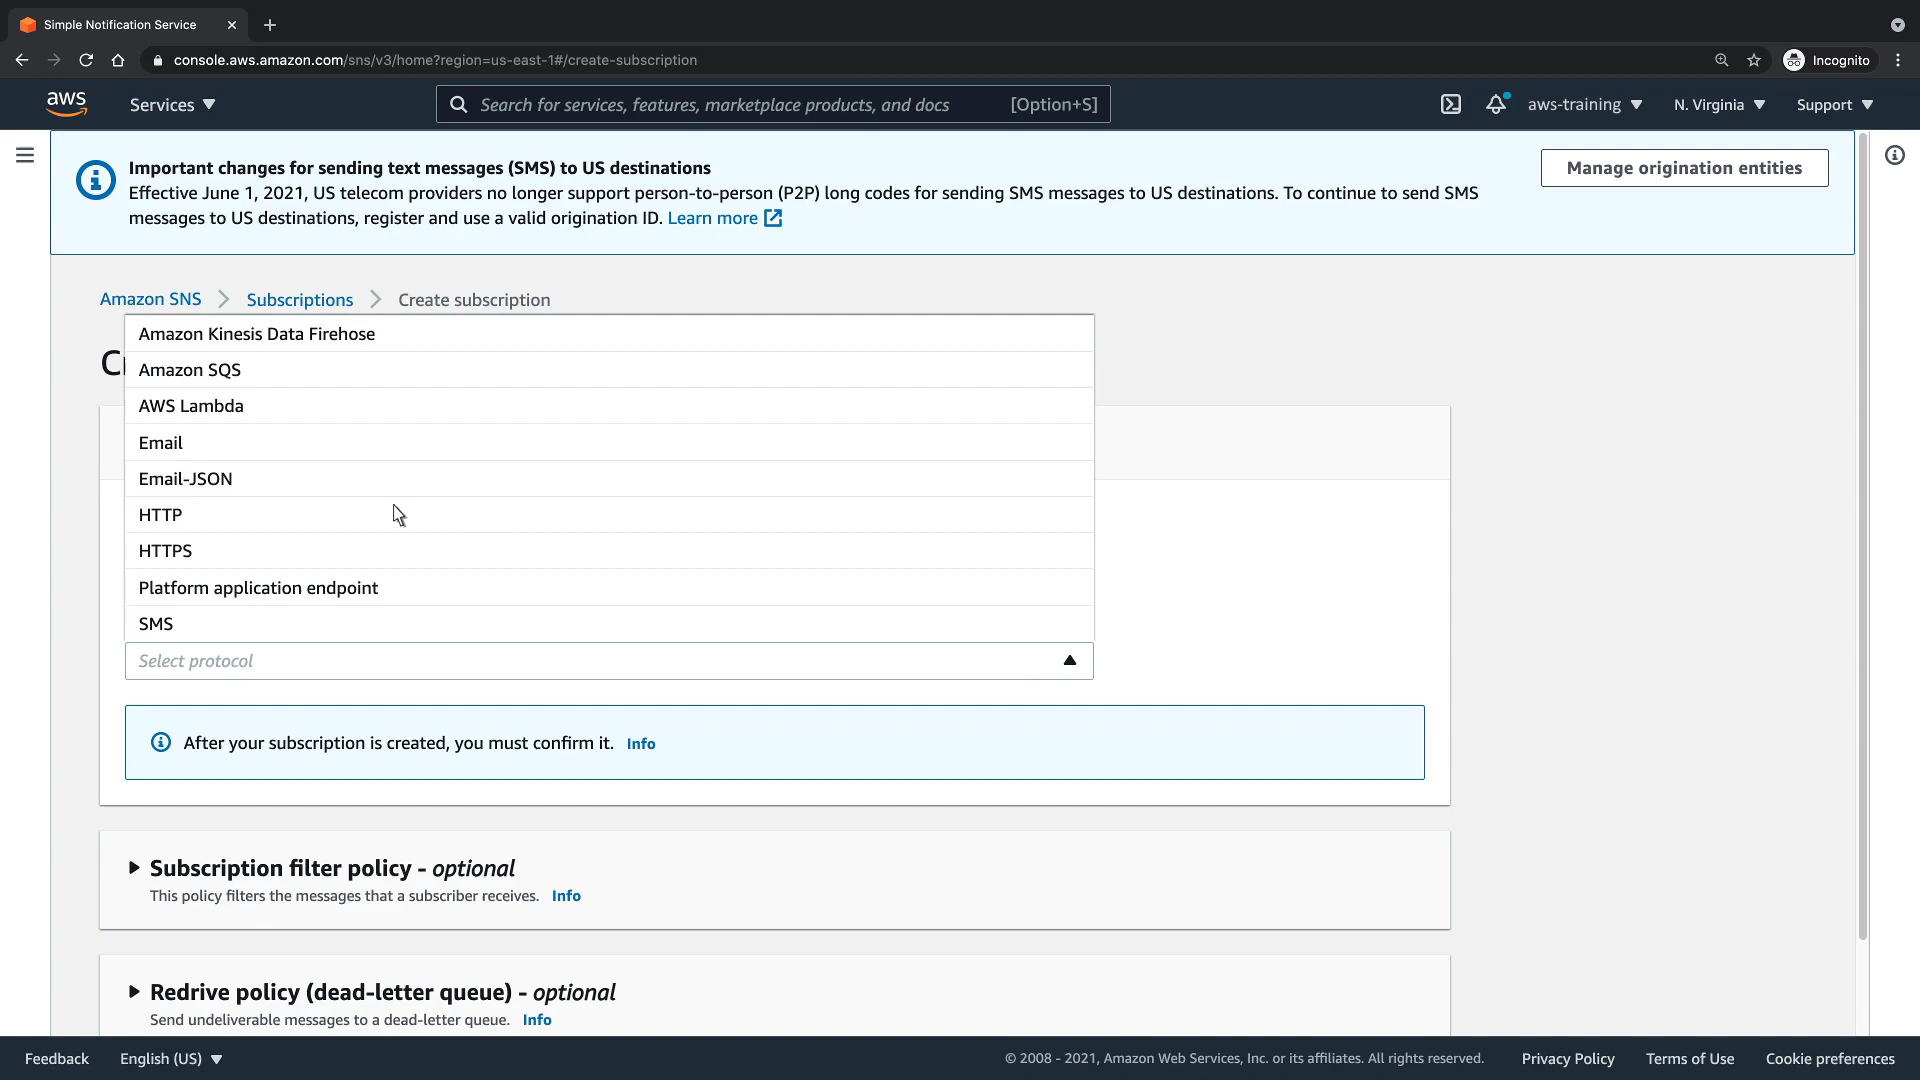 Simple Notification Service
console.aws.amazon.com/sns/v3/home?region=us-east-1#/create-subscription
Incognito
aws
Services
Search for services, features, marketplace products, and docs
[Option+S]
aws-training
N. Virginia
Support
Important changes for sending text messages (SMS) to US destinations
Effective June 1, 2021, US telecom providers no longer support person-to-person (P2P) long codes for sending SMS messages to US destinations. To continue to send SMS
messages to US destinations, register and use a valid origination ID. Learn more
Manage origination entities
Amazon SNS
Subscriptions
Create subscription
Amazon Kinesis Data Firehose
Amazon SQS
AWS Lambda
Email
Email-JSON
HTTP
HTTPS
Platform application endpoint
SMS
Select protocol
After your subscription is created, you must confirm it. Info
Subscription filter policy - optional
This policy filters the messages that a subscriber receives. Info
Redrive policy (dead-letter queue) - optional
Send undeliverable messages to a dead-letter queue. Info
Feedback
English (US)
© 2008 - 2021, Amazon Web Services, Inc. or its affiliates. All rights reserved.
Privacy Policy
Terms of Use
Cookie preferences